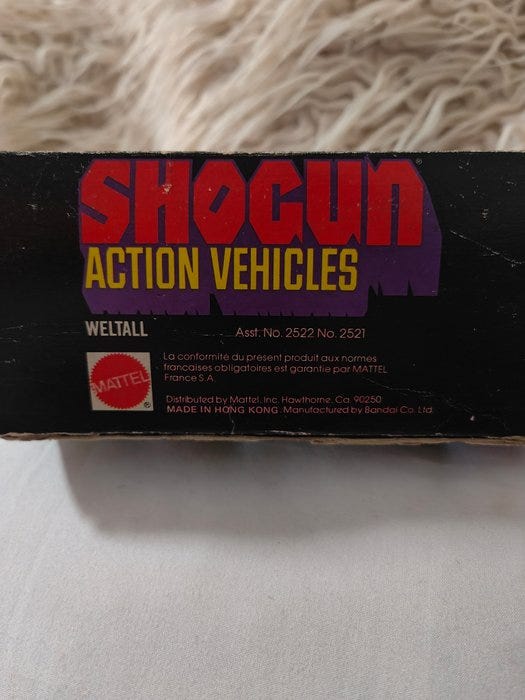 SHOGUN®
ACTION VEHICLES
WELTALL
Asst. No. 2522 No. 2521
MATTEL®
La conformité du present produit aux normes
francaises obligatoires est garantie par MATTEL
France S.A.
Distributed by Mattel, Inc. Hawthorne, Ca. 90250
MADE IN HONG KONG. Manufactured by Bandai Co. Ltd.